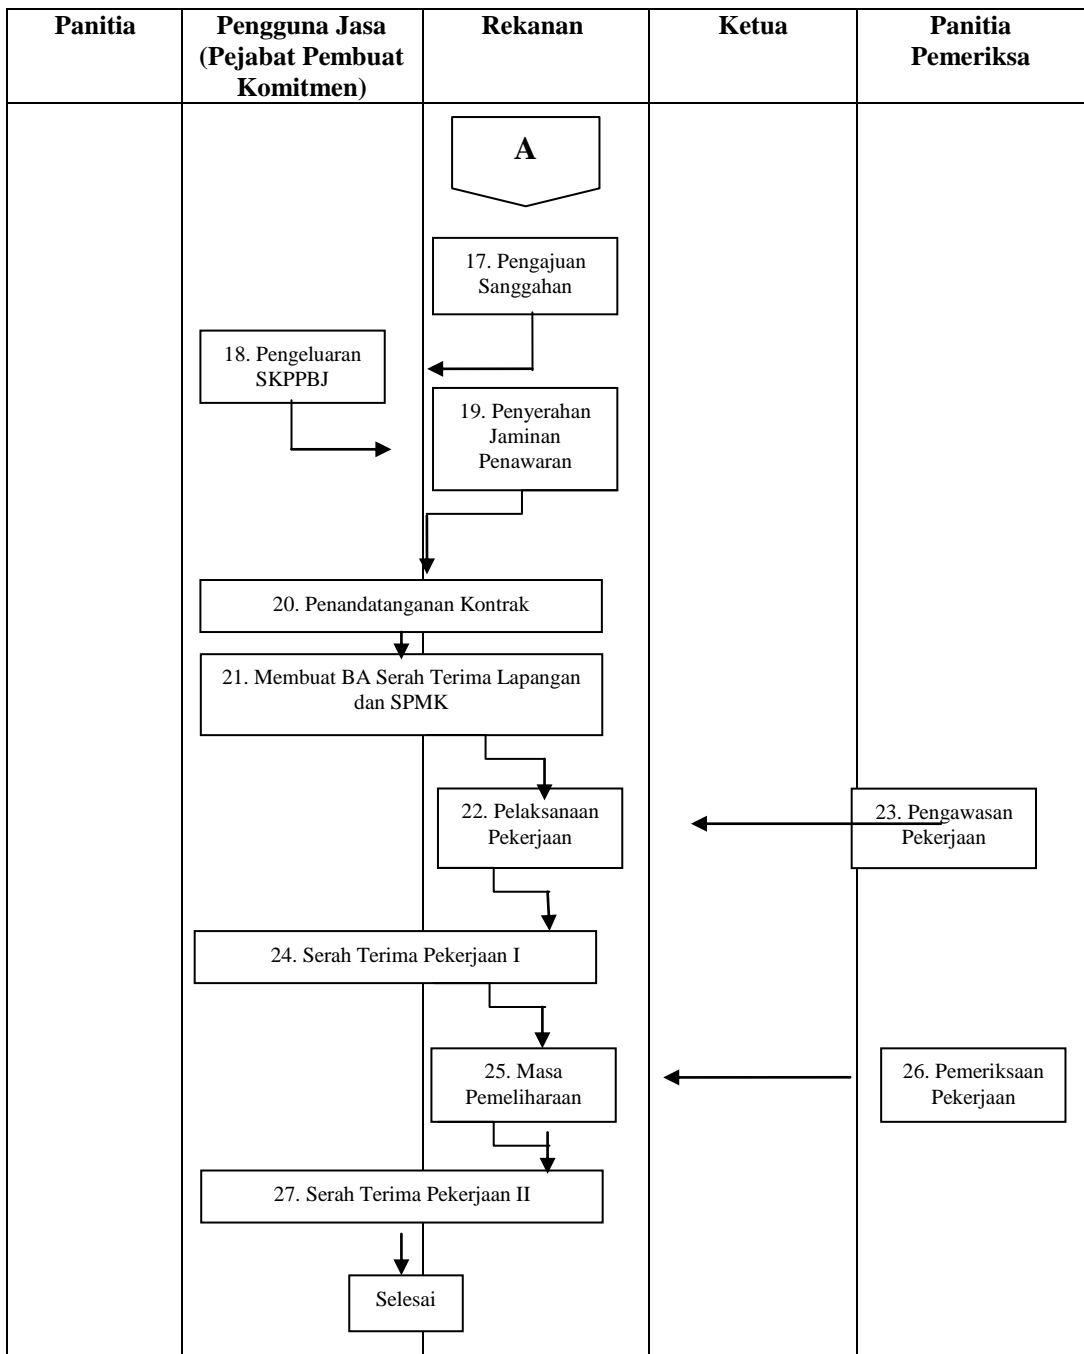 Panitia
Pengguna Jasa
(Pejabat Pembuat
Komitmen)
Rekanan
Ketua
Panitia
Pemeriksa
A
17. Pengajuan
Sanggahan
18. Pengeluaran
SKPPBJ
19. Penyerahan
Jaminan
Penawaran
20. Penandatanganan Kontrak
21. Membuat BA Serah Terima Lapangan
dan SPMK
22. Pelaksanaan
Pekerjaan
23. Pengawasan
Pekerjaan
24. Serah Terima Pekerjaan I
25. Masa
Pemeliharaan
26. Pemeriksaan
Pekerjaan
27. Serah Terima Pekerjaan II
Selesai